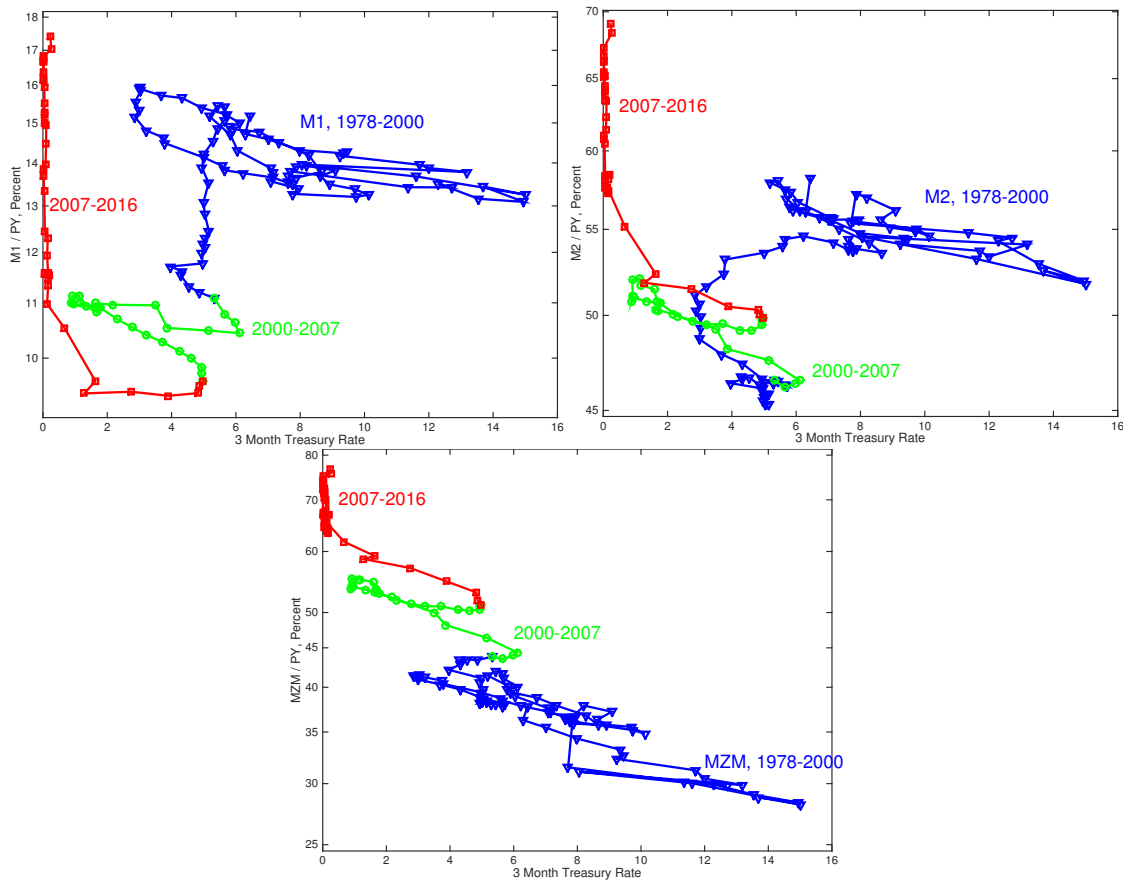 18
17
16
15
14
13
12
11
10
M1 / PY, Percent
M1, 1978-2000
2007-2016
2000-2007
0 2 4 6 8 10 12 14 16
3 Month Treasury Rate
70
65
60
55
50
45
M2 / PY, Percent
2007-2016
M2, 1978-2000
2000-2007
0 2 4 6 8 10 12 14 16
3 Month Treasury Rate
80
70
60
50
45
40
35
30
25
MZM / PY, Percent
2007-2016
2000-2007
MZM, 1978-2000
0 2 4 6 8 10 12 14 16
3 Month Treasury Rate